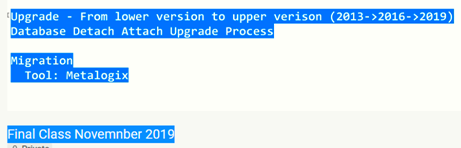 Upgrade - From lower version to upper verison (2013->2016->2019)
Database Detach Attach Upgrade Process
Migration
Tool: Metalogix
Final Class Novemnber 2019
Private